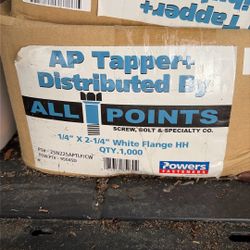 Tapper+
AP Tapper+
Distributed By
ALL POINTS
SCREW, BOLT & SPECIALTY CO.
1/4" X 2-1/4" White Flange HH
QTY.1,000
Powers
FASTENERS